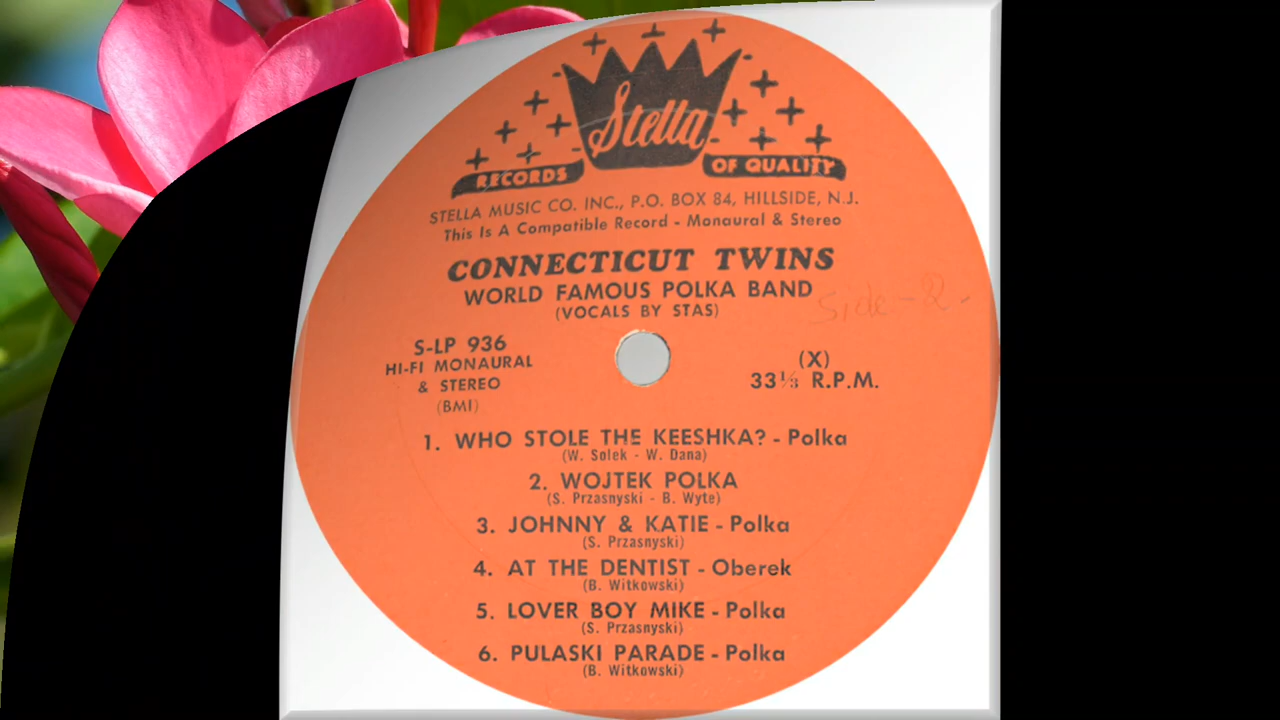 Stella
RECORDS OF QUALITY
STELLA MUSIC CO. INC., P.O. BOX 84, HILLSIDE, N.J.
This Is A Compatible Record - Monaural & Stereo
CONNECTICUT TWINS
WORLD FAMOUS POLKA BAND
(VOCALS BY STAS)
Side-2-
S-LP 936
HI-FI MONAURAL
& STEREO
(BMI)
(X)
33⅓ R.P.M.
1. WHO STOLE THE KEESHKA? - Polka
(W. Solek - W. Dana)
2. WOJTEK POLKA
(S. Przasnyski - B. Wyte)
3. JOHNNY & KATIE - Polka
(S. Przasnyski)
4. AT THE DENTIST - Oberek
(B. Witkowski)
5. LOVER BOY MIKE - Polka
(S. Przasnyski)
6. PULASKI PARADE - Polka
(B. Witkowski)